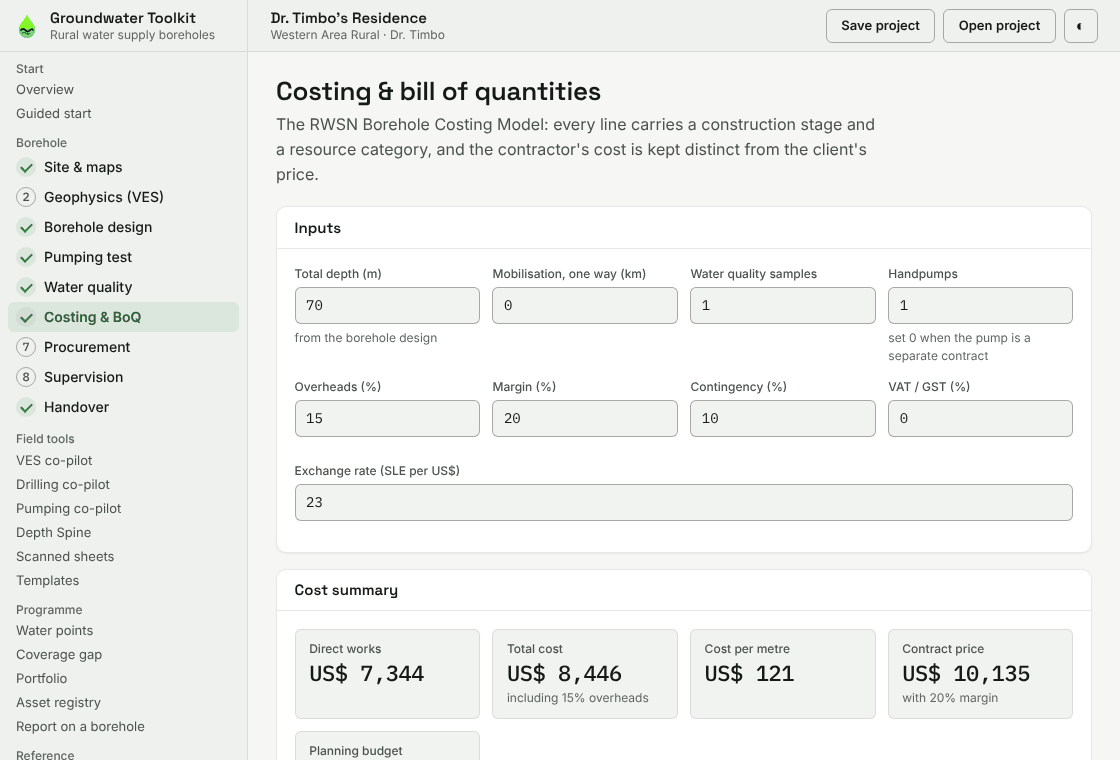 Groundwater Toolkit
Rural water supply boreholes
Dr. Timbo's Residence
Western Area Rural · Dr. Timbo
Save project
Open project
Start
Overview
Guided start
Borehole
Site & maps
2 Geophysics (VES)
Borehole design
Pumping test
Water quality
Costing & BoQ
7 Procurement
8 Supervision
Handover
Field tools
VES co-pilot
Drilling co-pilot
Pumping co-pilot
Depth Spine
Scanned sheets
Templates
Programme
Water points
Coverage gap
Portfolio
Asset registry
Report on a borehole
Reference
Costing & bill of quantities
The RWSN Borehole Costing Model: every line carries a construction stage and
a resource category, and the contractor's cost is kept distinct from the client's
price.
Inputs
Total depth (m)
70
from the borehole design
Mobilisation, one way (km)
0
Water quality samples
1
Handpumps
1
set 0 when the pump is a
separate contract
Overheads (%)
15
Margin (%)
20
Contingency (%)
10
VAT / GST (%)
0
Exchange rate (SLE per US$)
23
Cost summary
Direct works
US$ 7,344
Total cost
US$ 8,446
including 15% overheads
Cost per metre
US$ 121
Contract price
US$ 10,135
with 20% margin
Planning budget